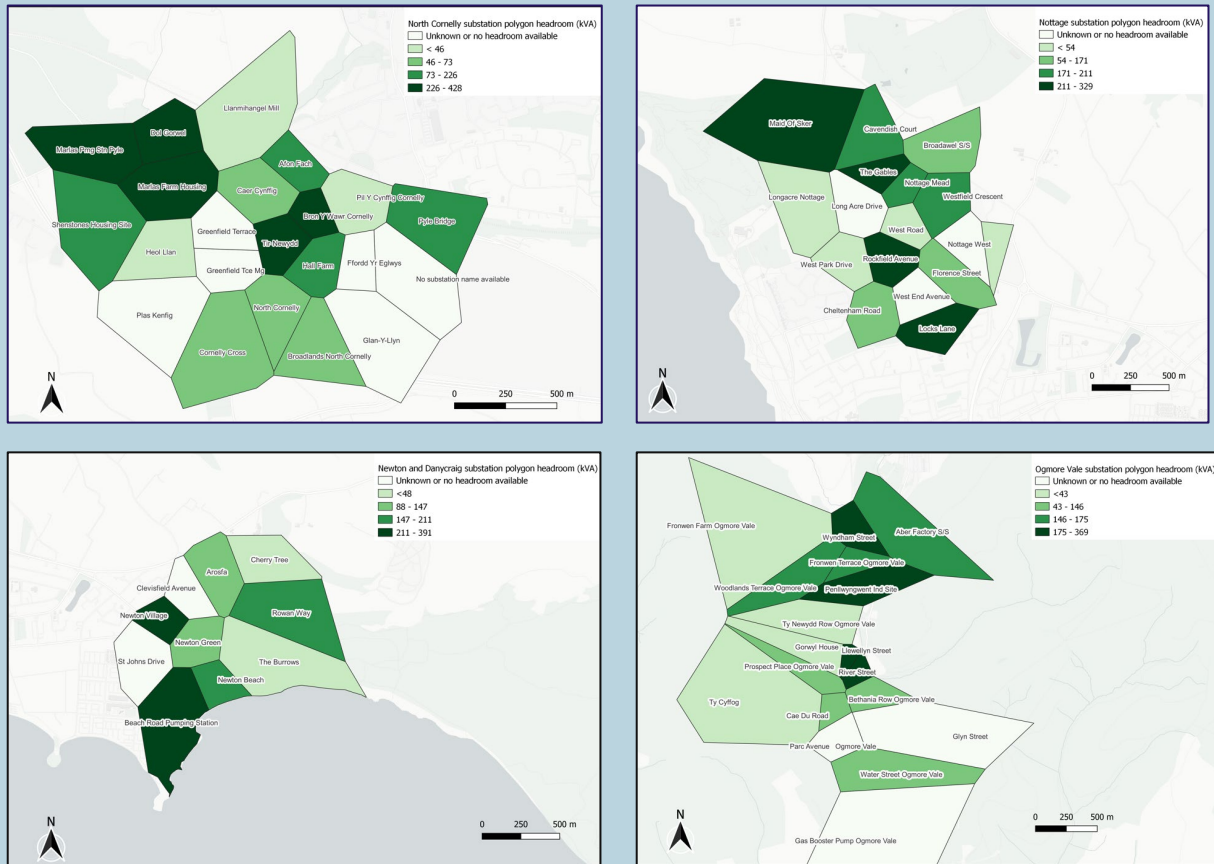 North Cornelly substation polygon headroom (kVA)
Unknown or no headroom available
< 46
46 - 73
73 - 226
226 - 428
Llanmihangel Mill
Dol Gorwel
Marlas Pmg Stn Pyle
Afon Fach
Marlas Farm Housing
Caer Cynffig
Pil Y Cynffig Cornelly
Bron Y Wawr Cornelly
Pyle Bridge
Shenstones Housing Site
Greenfield Terrace
Tir Newydd
Heol Llan
Hall Farm
Ffordd Yr Eglwys
Greenfield Tce Mg
No substation name available
North Cornelly
Plas Kenfig
Glan-Y-Llyn
Cornelly Cross
Broadlands North Cornelly
N
0 250 500 m
Nottage substation polygon headroom (kVA)
Unknown or no headroom available
< 54
54 - 171
171 - 211
211 - 329
Maid Of Sker
Cavendish Court
Broadawel S/S
The Gables
Nottage Mead
Longacre Nottage
Westfield Crescent
Long Acre Drive
West Road
Nottage West
Rockfield Avenue
West Park Drive
Florence Street
West End Avenue
Cheltenham Road
Locks Lane
N
0 250 500 m
Newton and Danycraig substation polygon headroom (kVA)
Unknown or no headroom available
<48
88 - 147
147 - 211
211 - 391
Cherry Tree
Arosfa
Clevisfield Avenue
Newton Village
Rowan Way
Newton Green
St Johns Drive
The Burrows
Newton Beach
Beach Road Pumping Station
N
0 250 500 m
Ogmore Vale substation polygon headroom (kVA)
Unknown or no headroom available
<43
43 - 146
146 - 175
175 - 369
Fronwen Farm Ogmore Vale
Aber Factory S/S
Wyndham Street
Fronwen Terrace Ogmore Vale
Woodlands Terrace Ogmore Vale
Penllwyngwent Ind Site
Ty Newydd Row Ogmore Vale
Gorwyl House
Llewellyn Street
Prospect Place Ogmore Vale
River Street
Ty Cyffog
Bethania Row Ogmore Vale
Cae Du Road
Glyn Street
Parc Avenue Ogmore Vale
Water Street Ogmore Vale
Gas Booster Pump Ogmore Vale
N
0 250 500 m